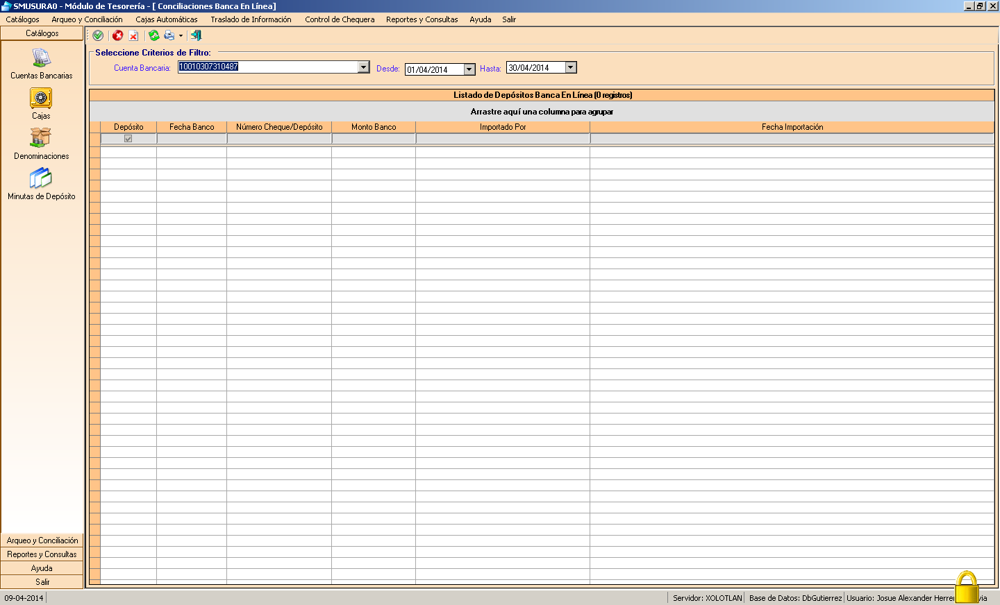 SMUSURA0 - Módulo de Tesorería - [ Conciliaciones Banca En Línea]
Catálogos Arqueo y Conciliación Cajas Automáticas Traslado de Información Control de Chequera Reportes y Consultas Ayuda Salir
Catálogos
Cuentas Bancarias
Cajas
Denominaciones
Minutas de Depósito
Arqueo y Conciliación
Reportes y Consultas
Ayuda
Salir
Seleccione Criterios de Filtro:
Cuenta Bancaria: 10010307310487 Desde: 01/04/2014 Hasta: 30/04/2014
Listado de Depósitos Banca En Línea (0 registros)
Arrastre aquí una columna para agrupar
Depósito Fecha Banco Número Cheque/Depósito Monto Banco Importado Por Fecha Importación
09-04-2014 Servidor: XOLOTLAN Base de Datos: DbGutierrez Usuario: Josue Alexander